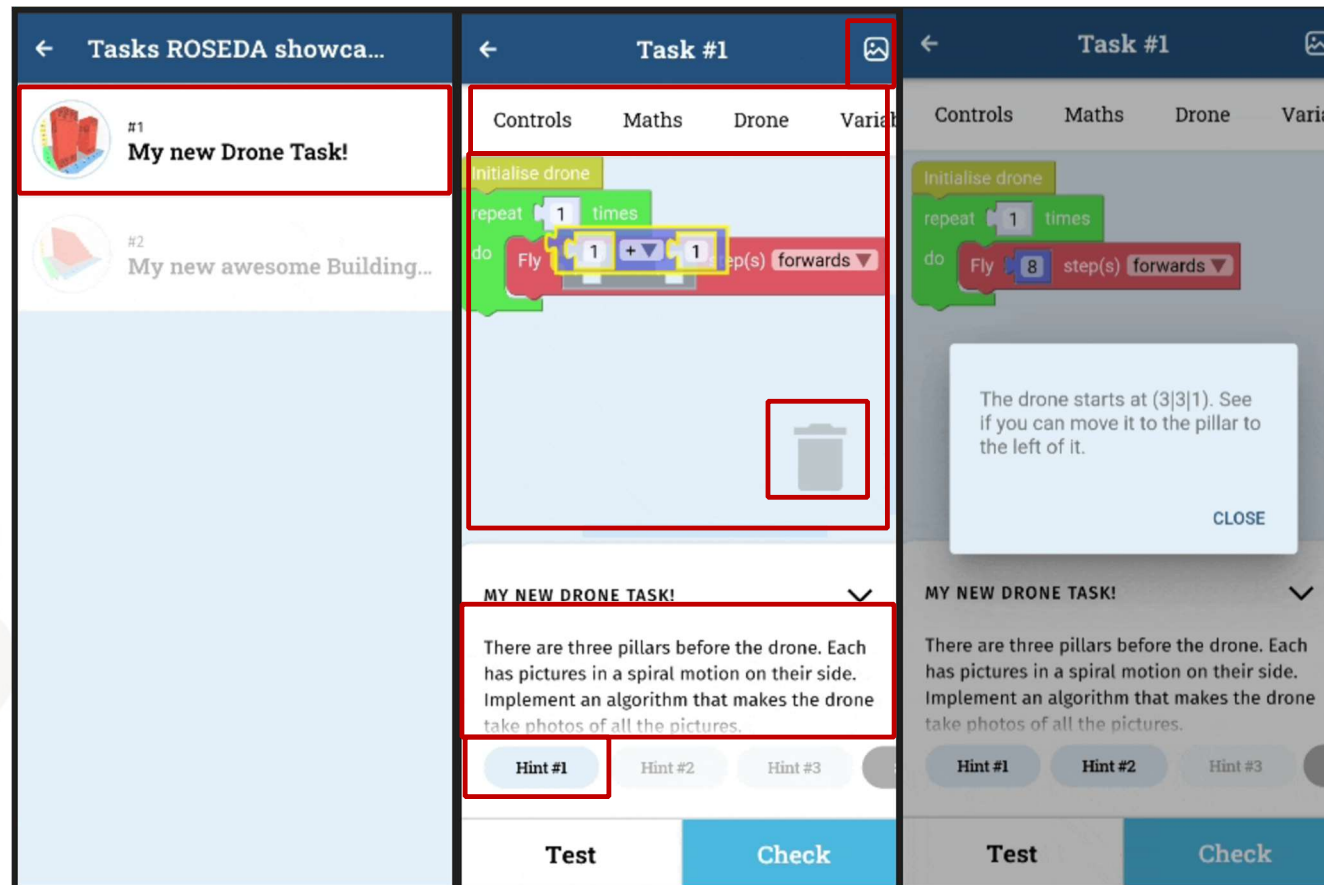 Tasks ROSEDA showca...
#1
My new Drone Task!
#2
My new awesome Building...
Task #1
Controls Maths Drone Variab
Initialise drone
repeat 1 times
do Fly 1 + 1 ep(s) forwards
MY NEW DRONE TASK!
There are three pillars before the drone. Each
has pictures in a spiral motion on their side.
Implement an algorithm that makes the drone
take photos of all the pictures.
Hint #1 Hint #2 Hint #3
Test Check
Task #1
Controls Maths Drone Varia
Initialise drone
repeat 1 times
do Fly 8 step(s) forwards
The drone starts at (3|3|1). See
if you can move it to the pillar to
the left of it.
CLOSE
MY NEW DRONE TASK!
There are three pillars before the drone. Each
has pictures in a spiral motion on their side.
Implement an algorithm that makes the drone
take photos of all the pictures.
Hint #1 Hint #2 Hint #3
Test Check